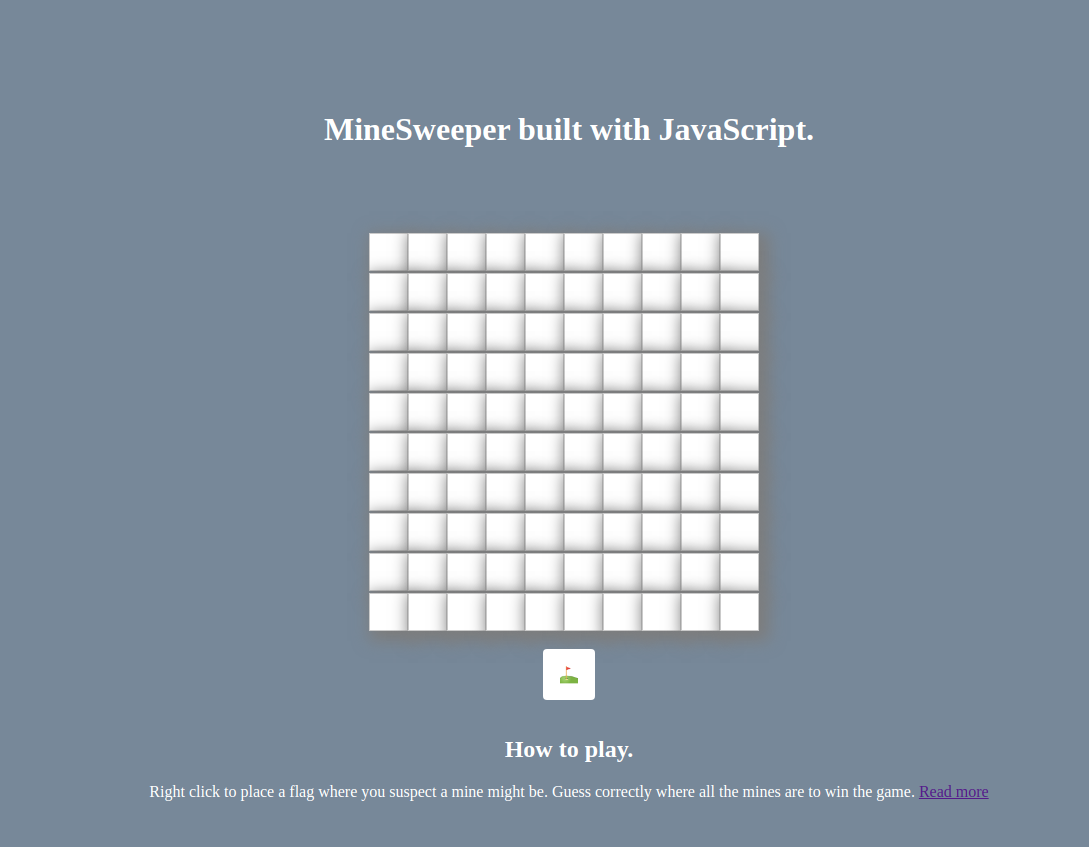 MineSweeper built with JavaScript.
How to play.
Right click to place a flag where you suspect a mine might be. Guess correctly where all the mines are to win the game. Read more